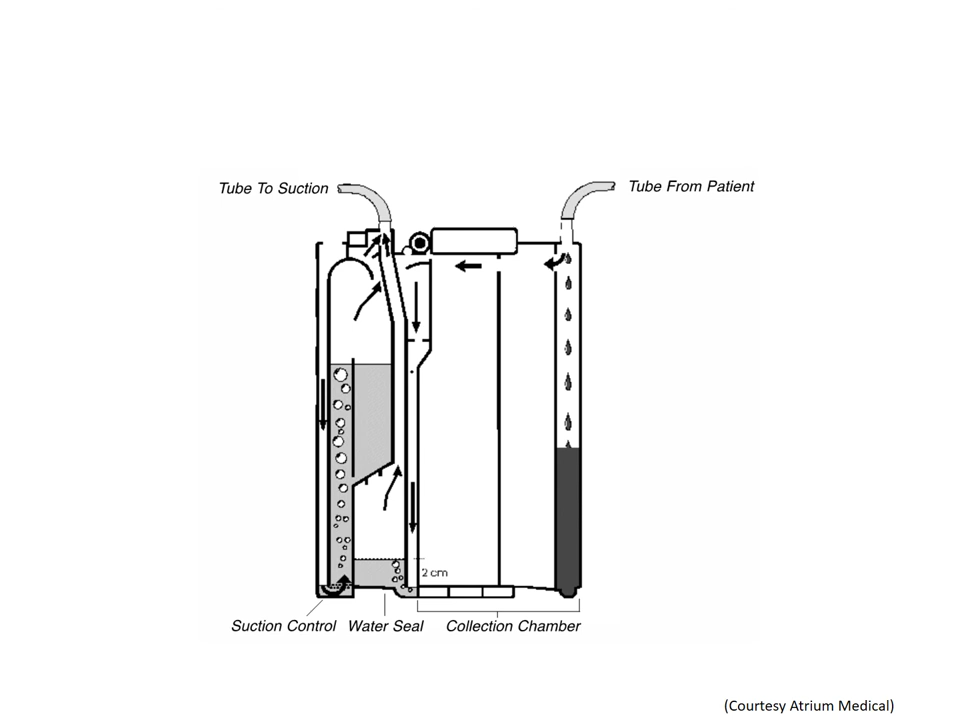 Tube To Suction
Tube From Patient
2 cm
Suction Control
Water Seal
Collection Chamber
(Courtesy Atrium Medical)